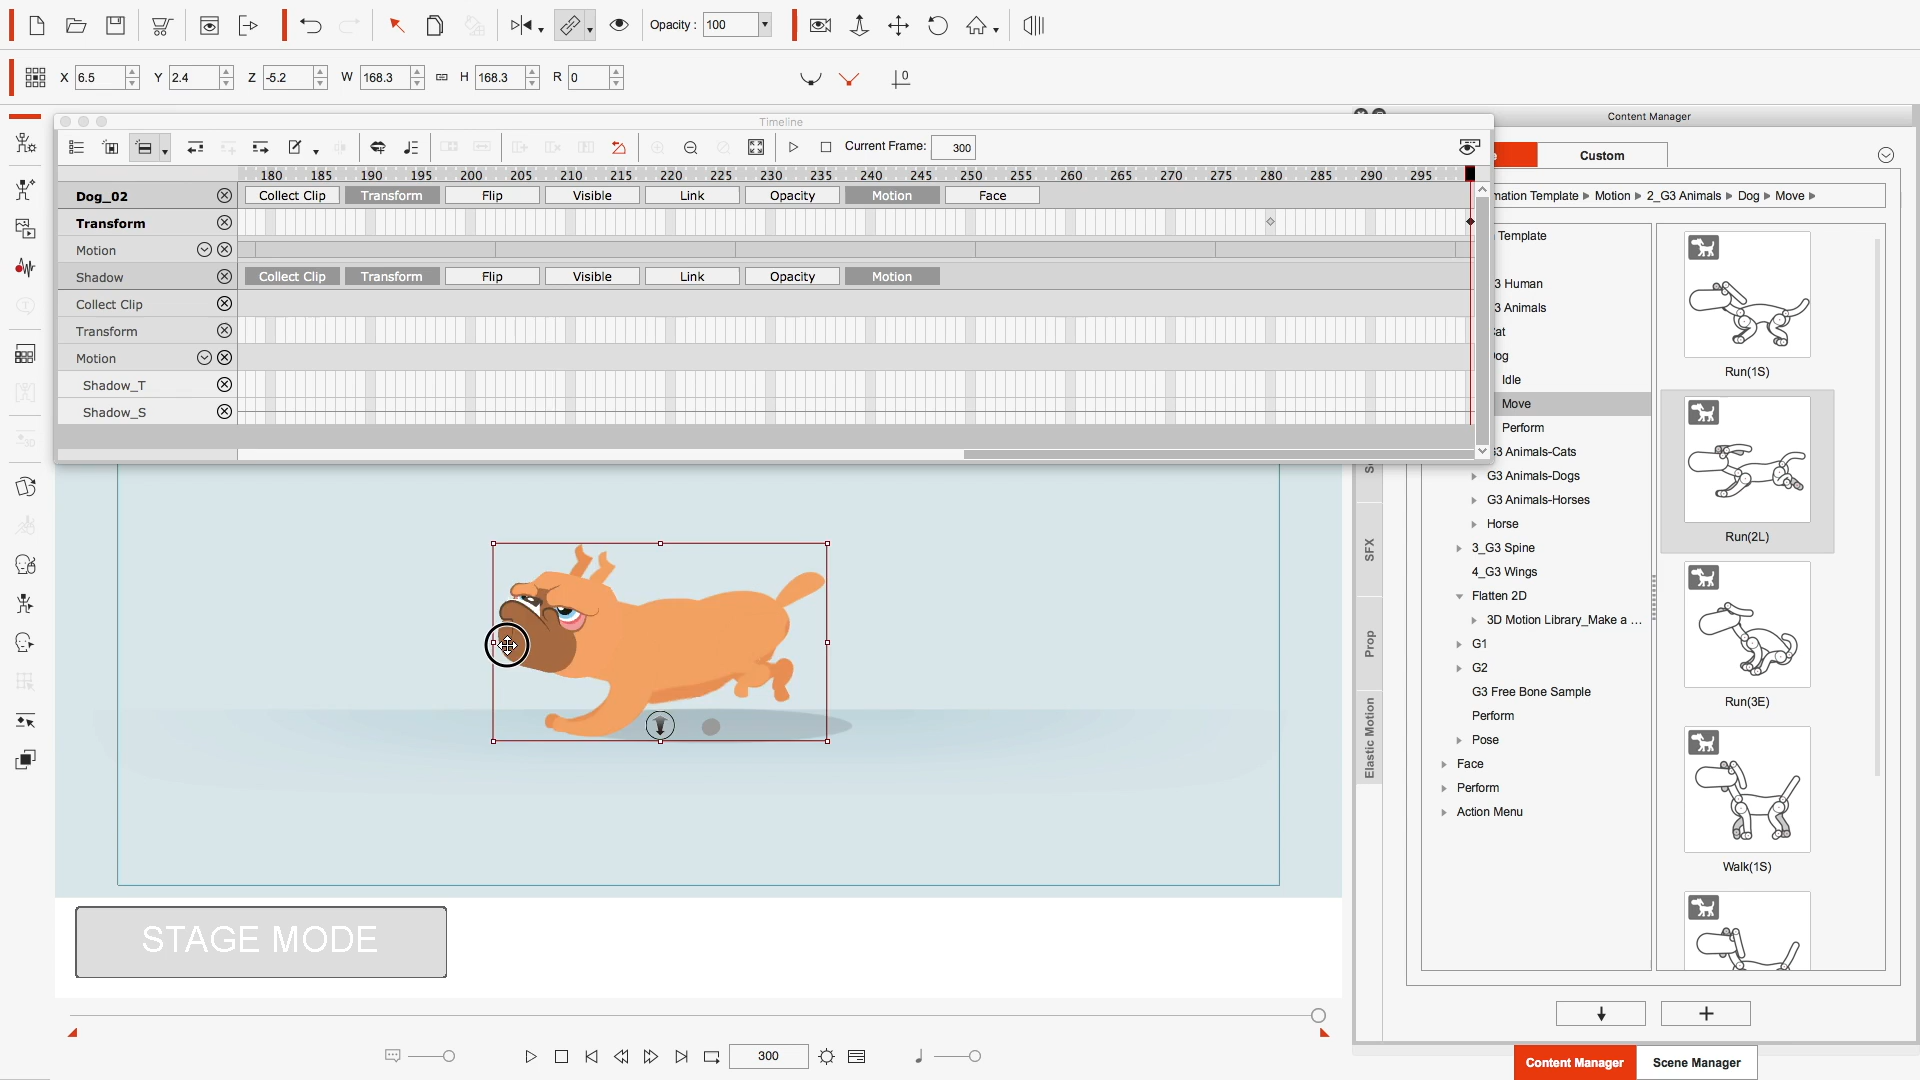 Opacity : 100
X 6.5 Y 2.4 Z -5.2 W 168.3 H 168.3 R 0
0
Timeline
Content Manager
Current Frame: 300
Custom
180 185 190 195 200 205 210 215 220 225 230 235 240 245 250 255 260 265 270 275 280 285 290 295
Dog_02 Collect Clip Transform Flip Visible Link Opacity Motion Face
mation Template Motion 2_G3 Animals Dog Move
Transform
Template
Motion
Shadow Collect Clip Transform Flip Visible Link Opacity Motion
3 Human
Collect Clip
3 Animals
Transform
at
Motion
og
Run(1S)
Shadow_T
Idle
Shadow_S
Move
Perform
3 Animals-Cats
G3 Animals-Dogs
G3 Animals-Horses
Horse
Run(2L)
3_G3 Spine
4_G3 Wings
Flatten 2D
3D Motion Library_Make a ...
G1
G2
G3 Free Bone Sample
Run(3E)
Perform
Pose
Face
Perform
Action Menu
Walk(1S)
SFX
Prop
Elastic Motion
STAGE MODE
300
Content Manager Scene Manager